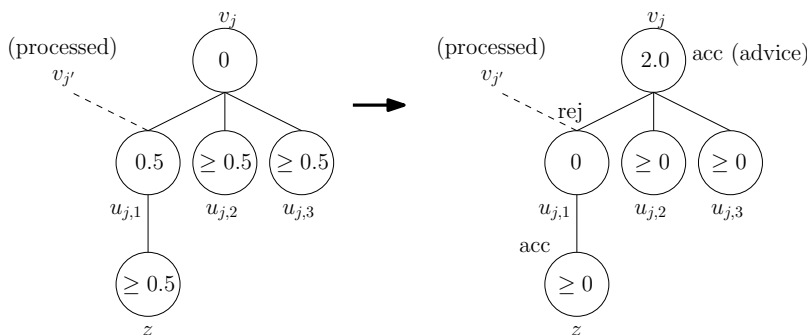 v_j
(processed)
v_{j'}
0
0.5
≥ 0.5
≥ 0.5
u_{j,1}
u_{j,2}
u_{j,3}
≥ 0.5
z
v_j
(processed)
v_{j'}
2.0
acc (advice)
rej
0
≥ 0
≥ 0
u_{j,1}
u_{j,2}
u_{j,3}
acc
≥ 0
z